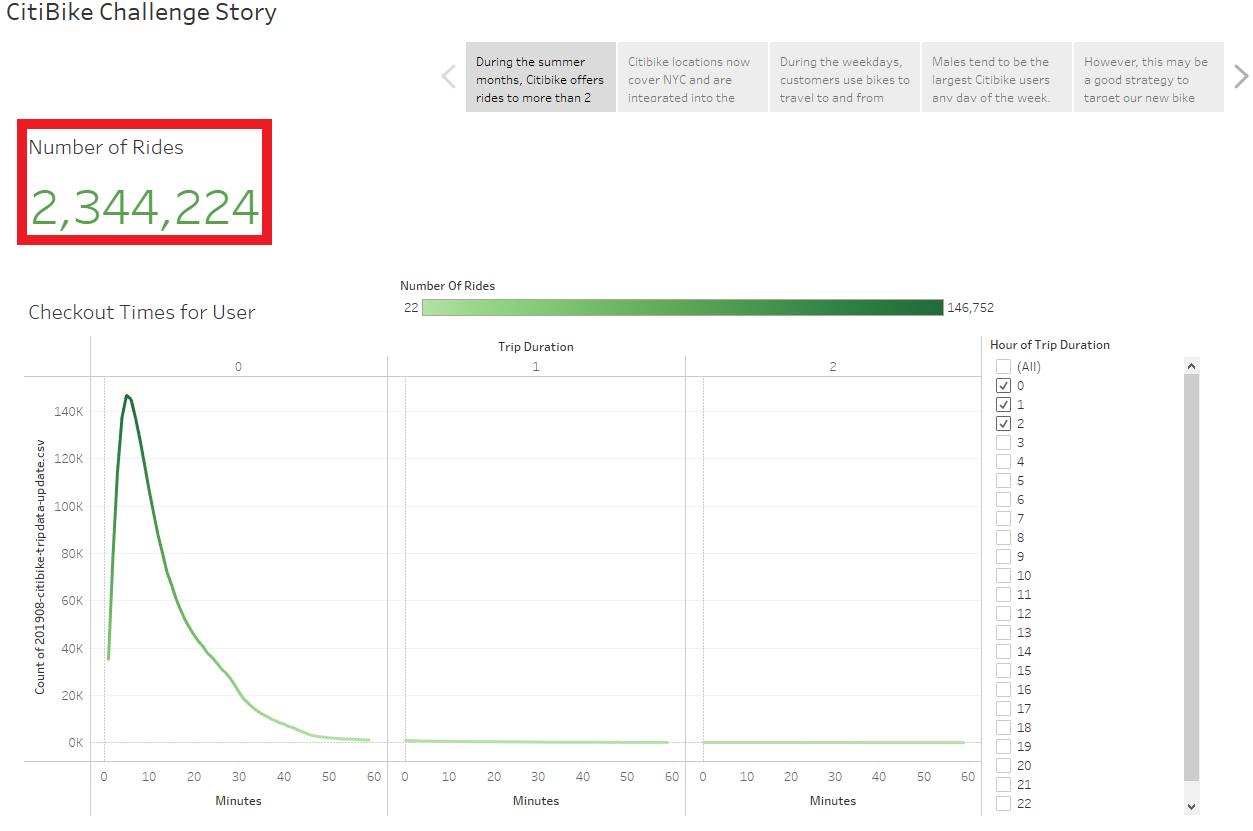 CitiBike Challenge Story
During the summer
months, Citibike offers
rides to more than 2
Citibike locations now
cover NYC and are
integrated into the
During the weekdays,
customers use bikes to
travel to and from
Males tend to be the
largest Citibike users
any day of the week.
However, this may be
a good strategy to
target our new bike
Number of Rides
2,344,224
Number Of Rides
22
146,752
Checkout Times for User
Trip Duration
0
1
2
Count of 201908-citibike-tripdata-update.csv
140K
120K
100K
80K
60K
40K
20K
0K
0 10 20 30 40 50 60
0 10 20 30 40 50 60
0 10 20 30 40 50 60
Minutes
Minutes
Minutes
Hour of Trip Duration
(All)
0
1
2
3
4
5
6
7
8
9
10
11
12
13
14
15
16
17
18
19
20
21
22